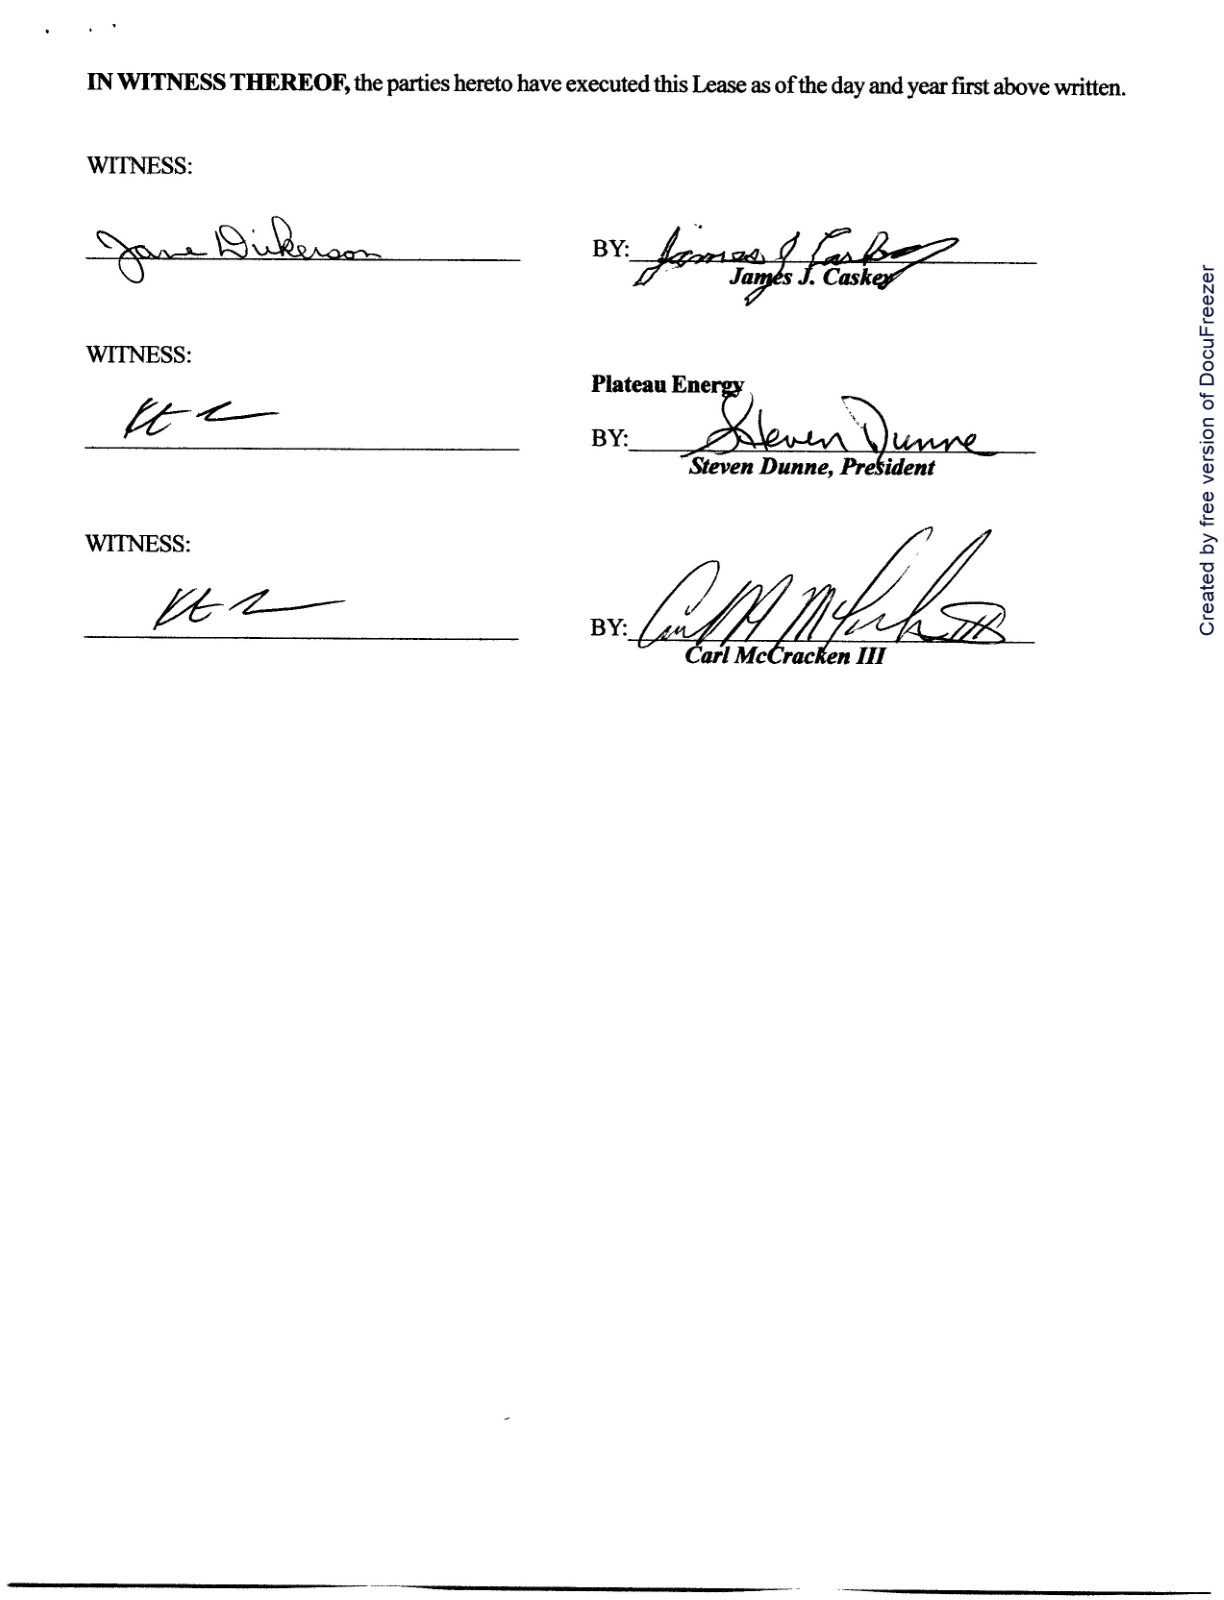 IN WITNESS THEREOF, the parties hereto have executed this Lease as of the day and year first above written.
WITNESS:
Jane Dickerson
BY: James J Caskey
James J. Caskey
WITNESS:
Plateau Energy
BY: Steven Dunne
Steven Dunne, President
WITNESS:
BY: Carl M McCracken III
Carl McCracken III
Created by free version of DocuFreezer